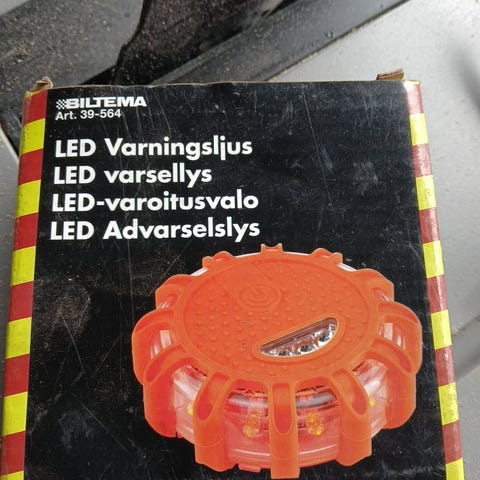 BILTEMA
Art. 39-564
LED Varningsljus
LED varsellys
LED-varoitusvalo
LED Advarselslys